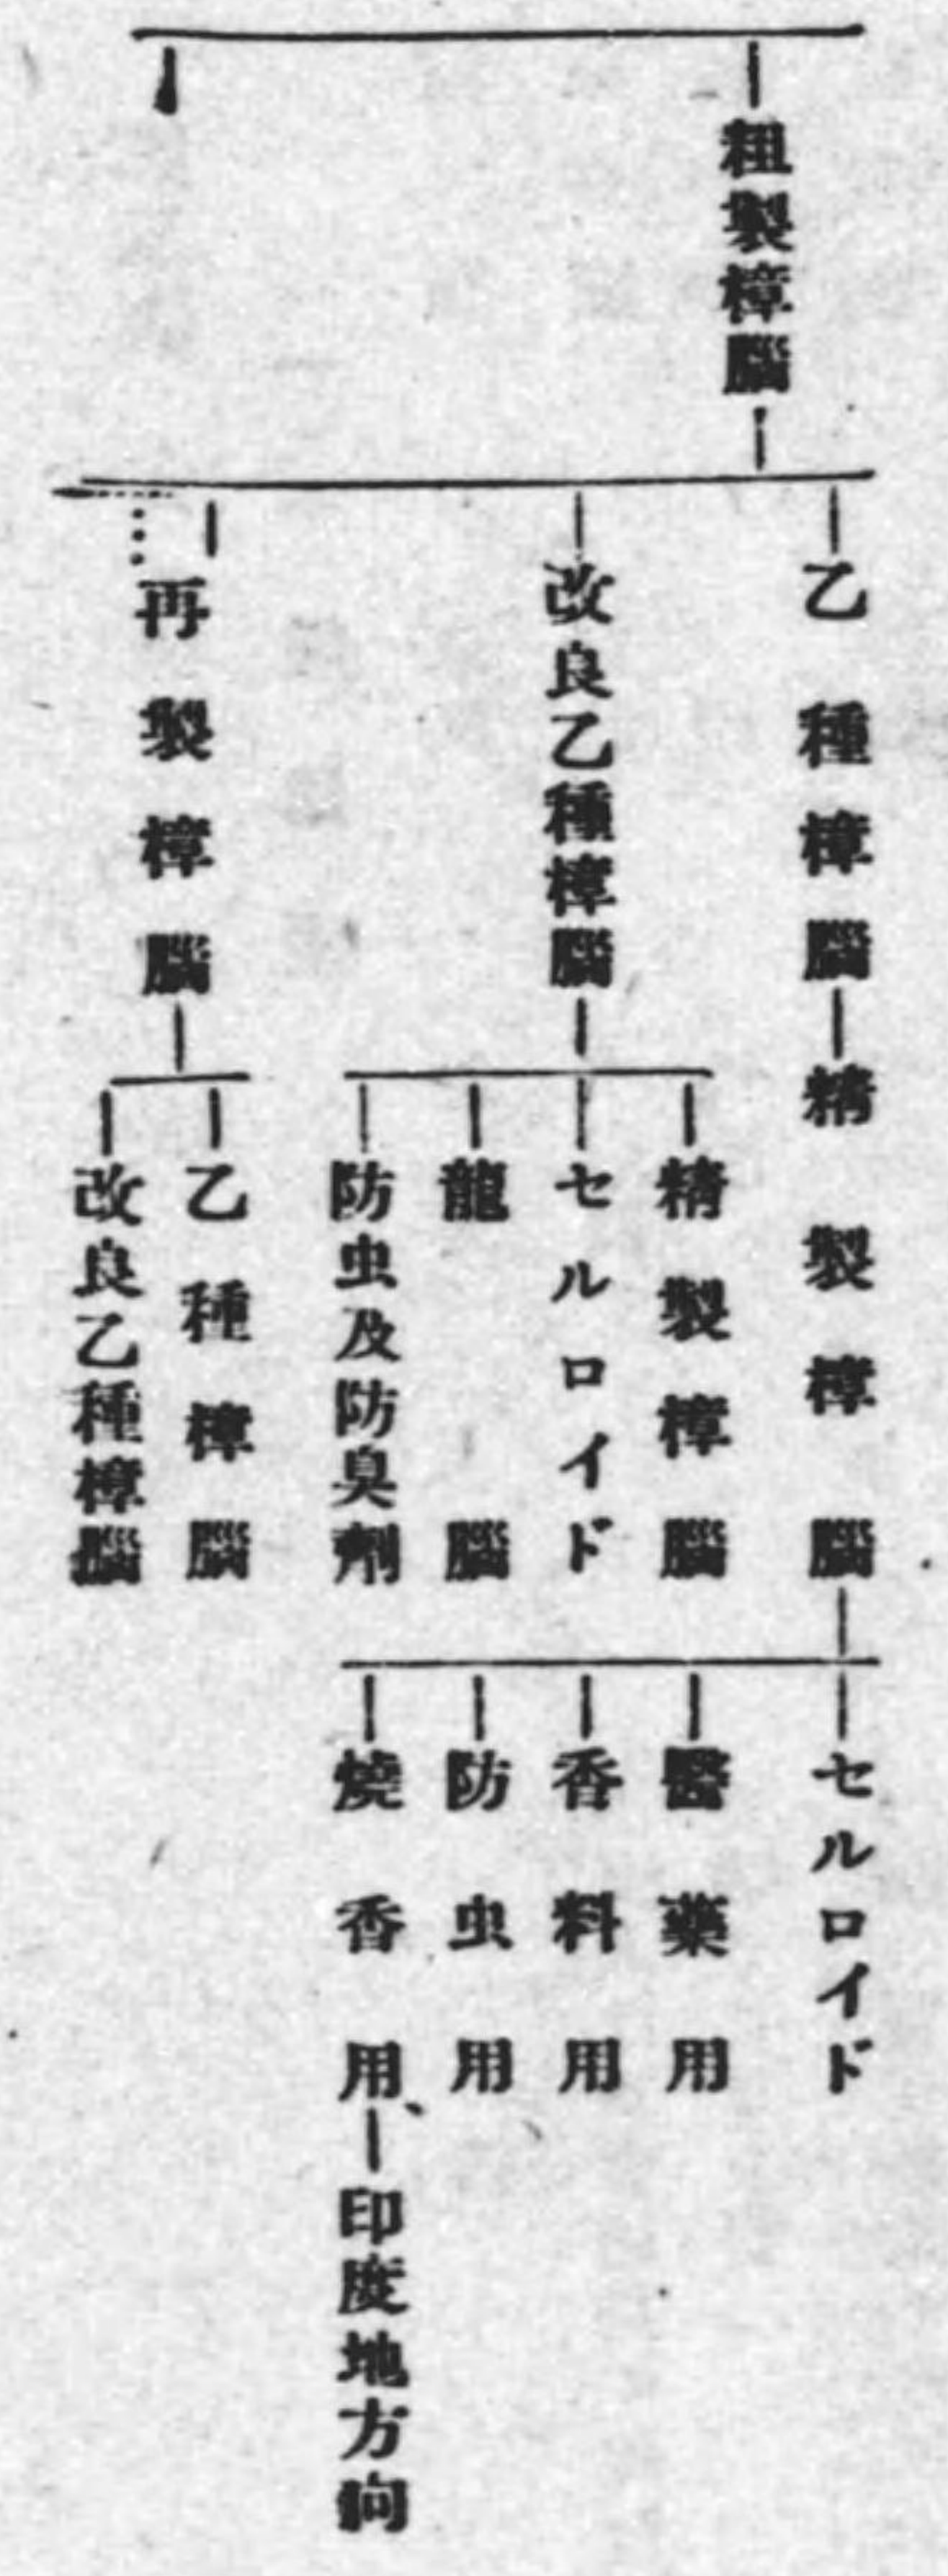 粗製樟腦
乙種樟腦
精製樟腦
セルロイド
醫藥用
香料用
防虫用
燒香用
印度地方向
改良乙種樟腦
精製樟腦
セルロイド
龍腦
防虫及防臭劑
再製樟腦
乙種樟腦
改良乙種樟腦